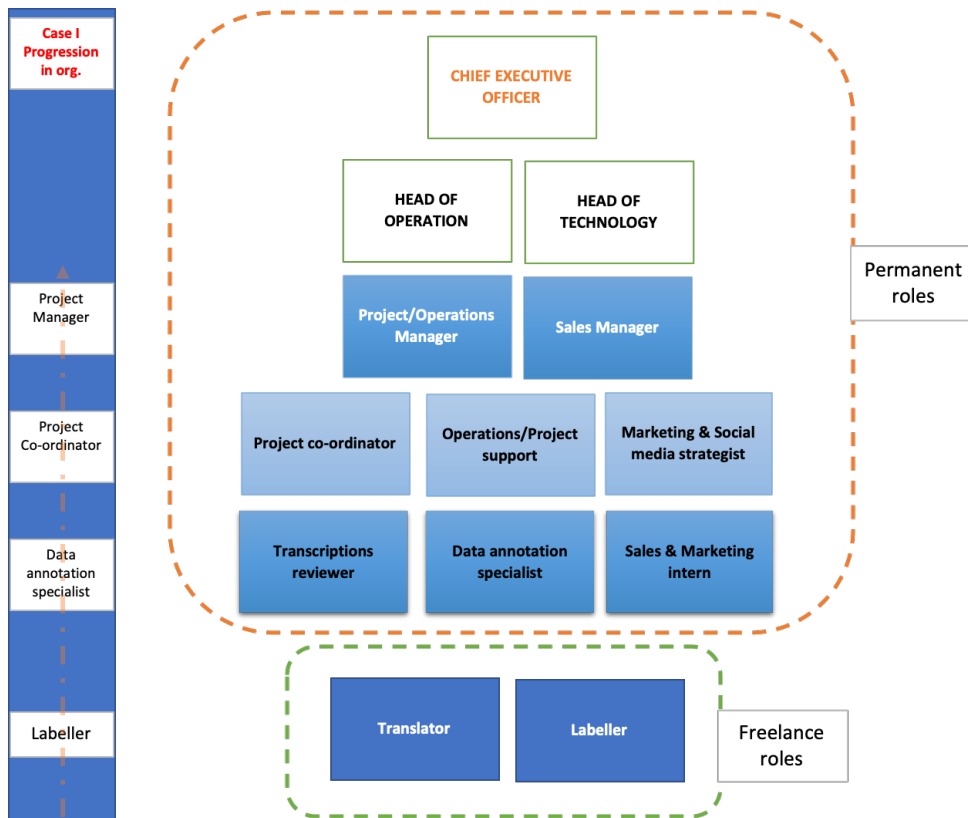 Case I
Progression
in org.
CHIEF EXECUTIVE
OFFICER
HEAD OF
OPERATION
HEAD OF
TECHNOLOGY
Permanent
roles
Project
Manager
Project/Operations
Manager
Sales Manager
Project
Co-ordinator
Project co-ordinator
Operations/Project
support
Marketing & Social
media strategist
Data
annotation
specialist
Transcriptions
reviewer
Data annotation
specialist
Sales & Marketing
intern
Labeller
Translator
Labeller
Freelance
roles